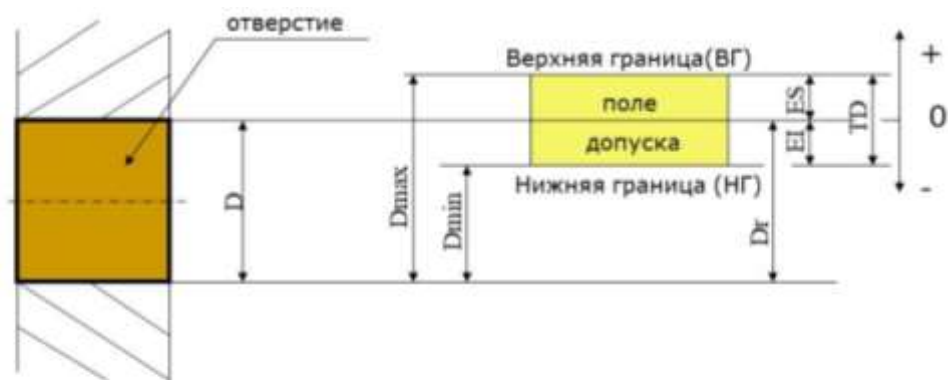 отверстие
Верхняя граница(ВГ)
поле
допуска
Нижняя граница (НГ)
D
Dmax
Dmin
Dr
ES
EI
TD
+
0
-